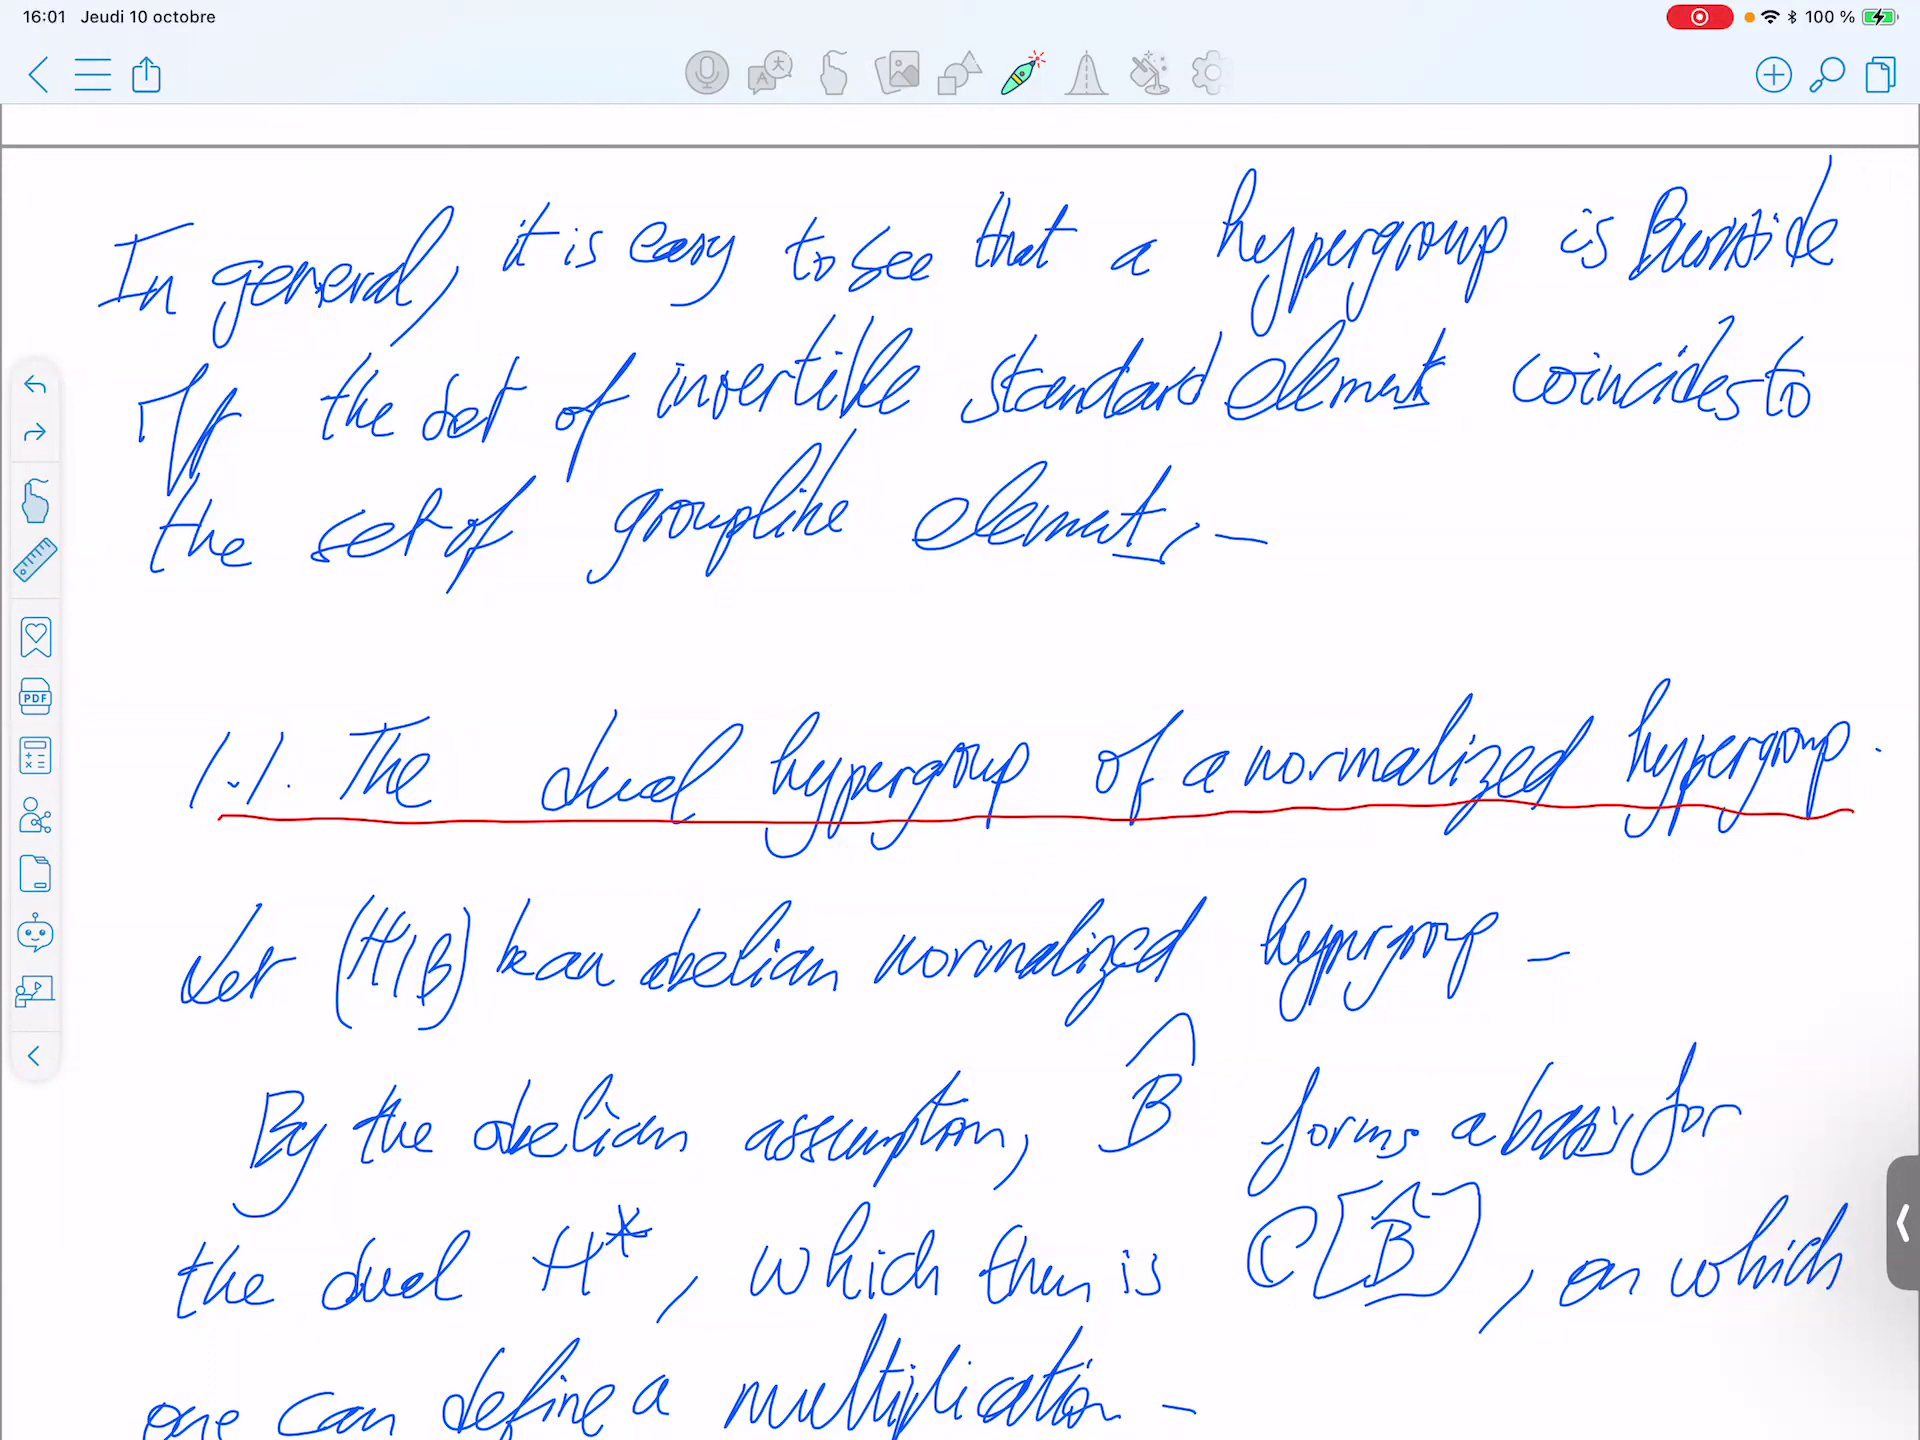 16:01 Jeudi 10 octobre
100 %
In general, it is easy to see that a hypergroup is Burnside
iff the set of invertible standard elements coincides to
the set of grouplike elements. -
1.1. The dual hypergroup of a normalized hypergroup.
Let (H,B) be an abelian normalized hypergroup -
By the abelian assumption, B̂ forms a basis for
the dual H*, which then is ℂ[B̂], on which
one can define a multiplication -
PDF